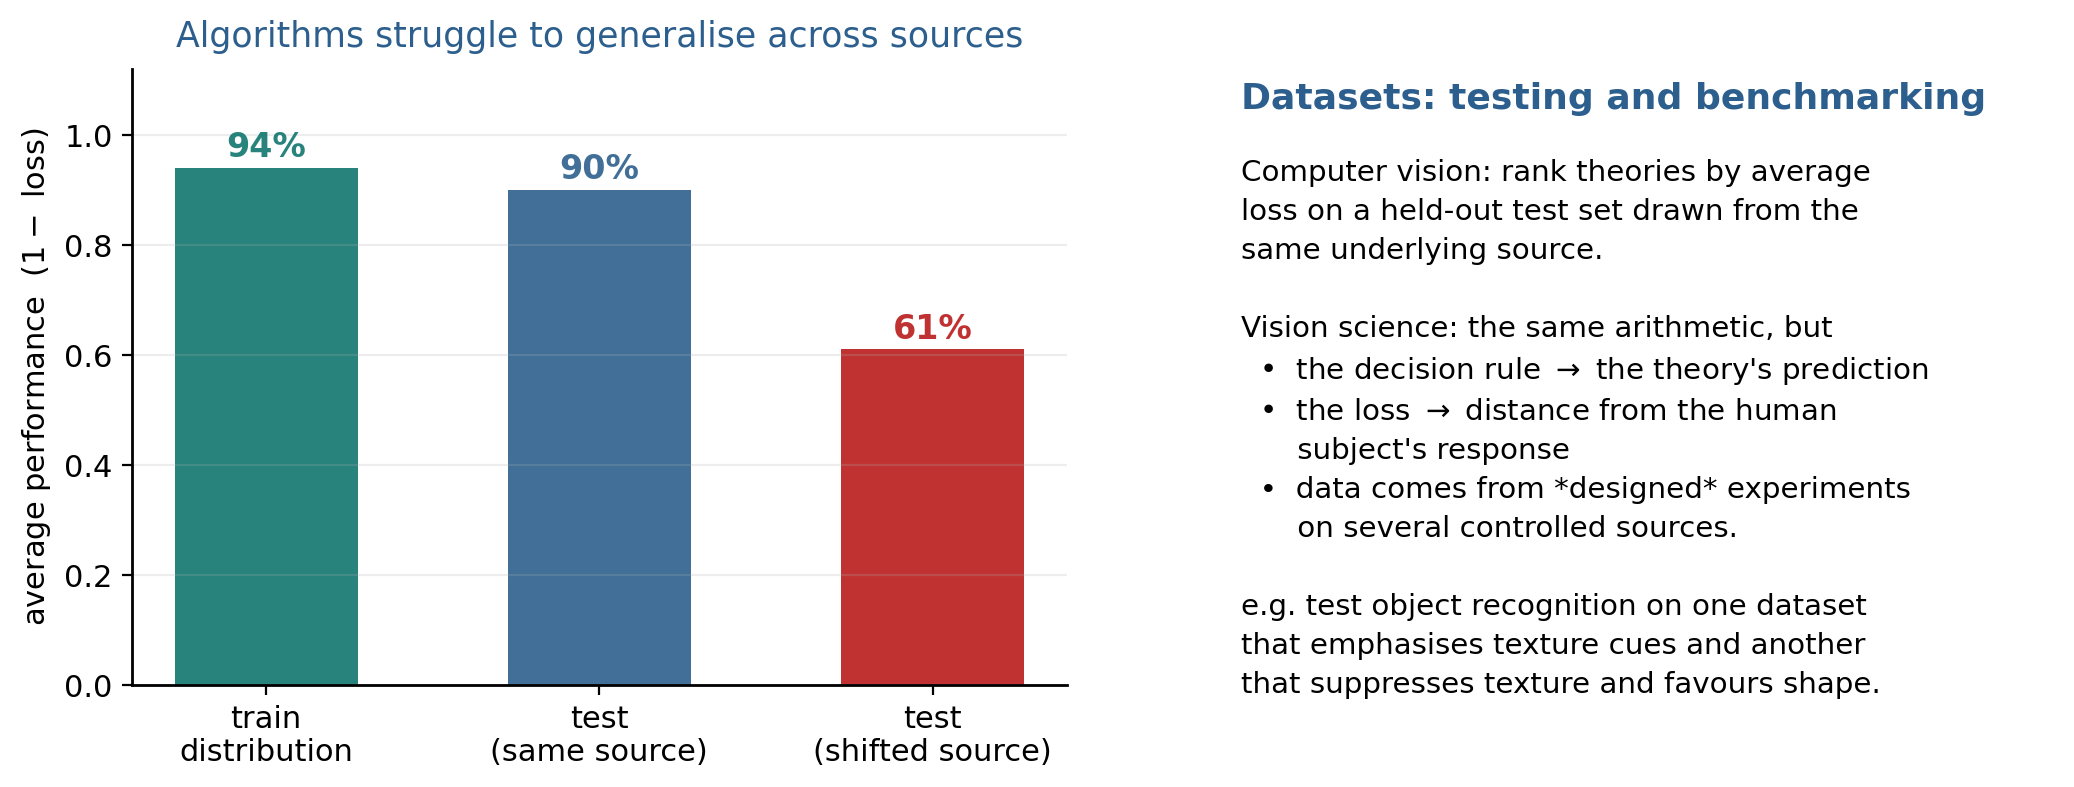 Algorithms struggle to generalise across sources
average performance (1 − loss)
1.0
0.8
0.6
0.4
0.2
0.0
94%
90%
61%
train
distribution
test
(same source)
test
(shifted source)
Datasets: testing and benchmarking
Computer vision: rank theories by average
loss on a held-out test set drawn from the
same underlying source.
Vision science: the same arithmetic, but
• the decision rule → the theory's prediction
• the loss → distance from the human
subject's response
• data comes from *designed* experiments
on several controlled sources.
e.g. test object recognition on one dataset
that emphasises texture cues and another
that suppresses texture and favours shape.